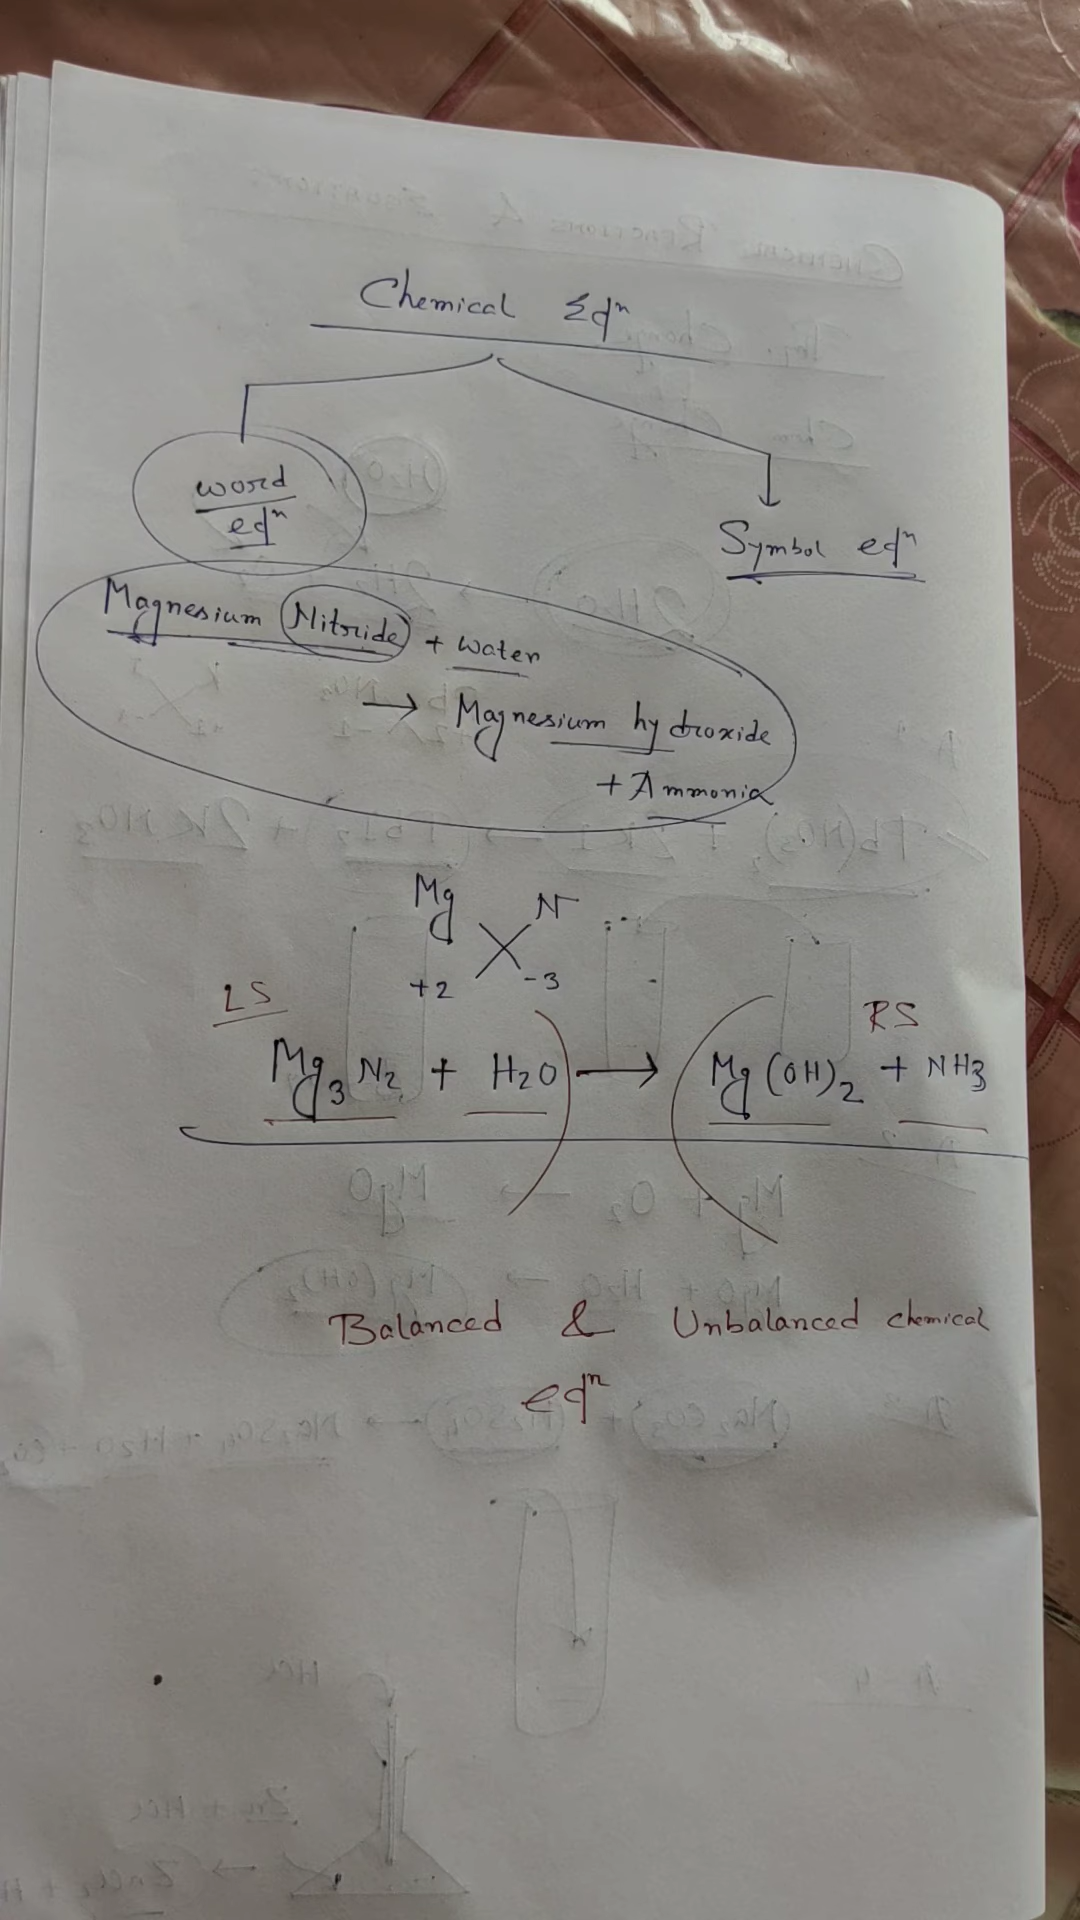 Chemical Eqn
word
eqn
Symbol eqn
Magnesium Nitride + water
→ Magnesium hydroxide
+ Ammonia
Mg N
+2 -3
LS
RS
Mg3N2 + H2O → Mg(OH)2 + NH3
Balanced & Unbalanced chemical
eqn